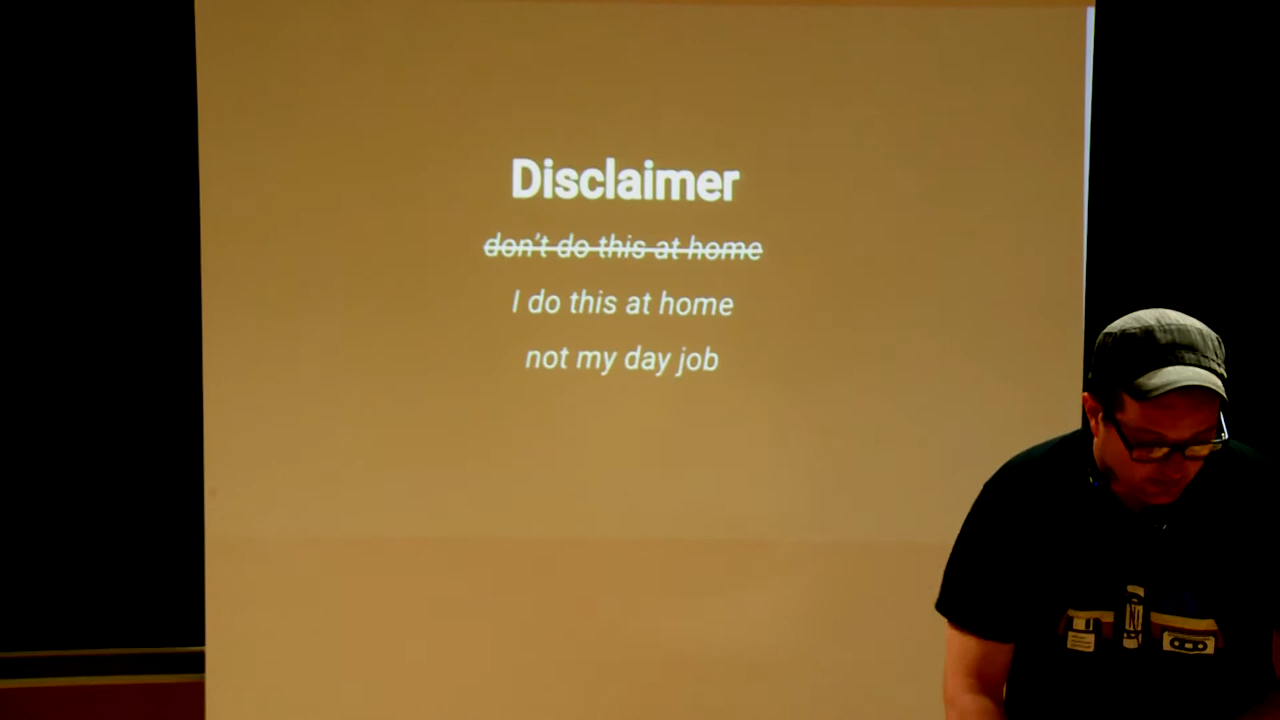 Disclaimer
don't do this at home
I do this at home
not my day job